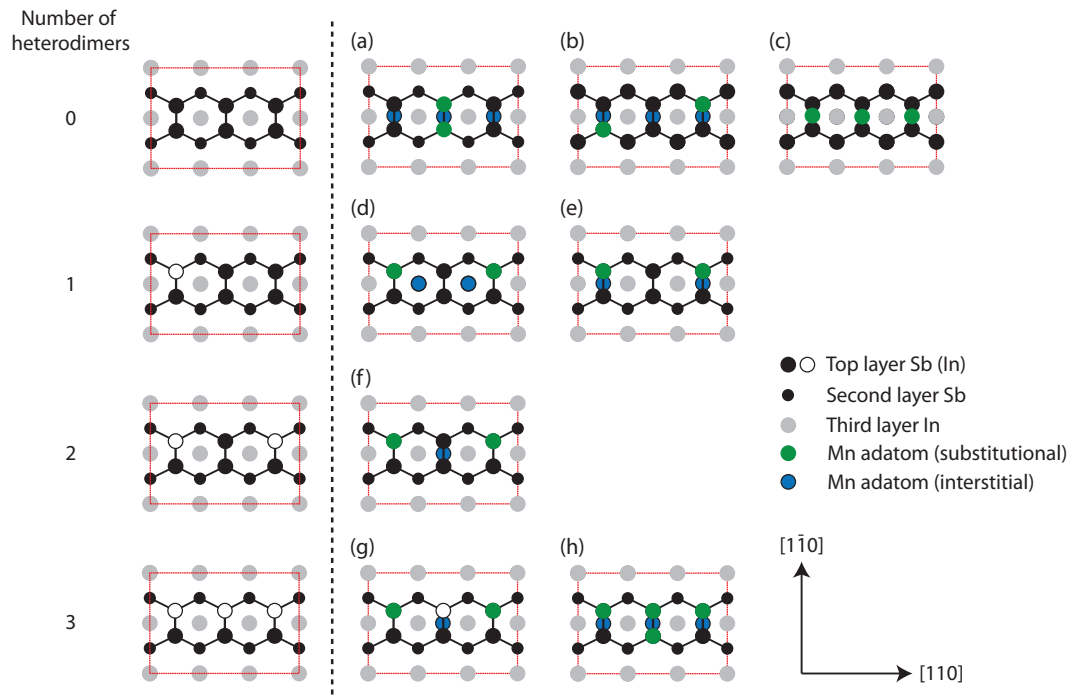 Number of
heterodimers
(a)
(b)
(c)
0
(d)
(e)
1
Top layer Sb (In)
(f)
Second layer Sb
Third layer In
2
Mn adatom (substitutional)
Mn adatom (interstitial)
(g)
(h)
[11̄0]
3
[110]